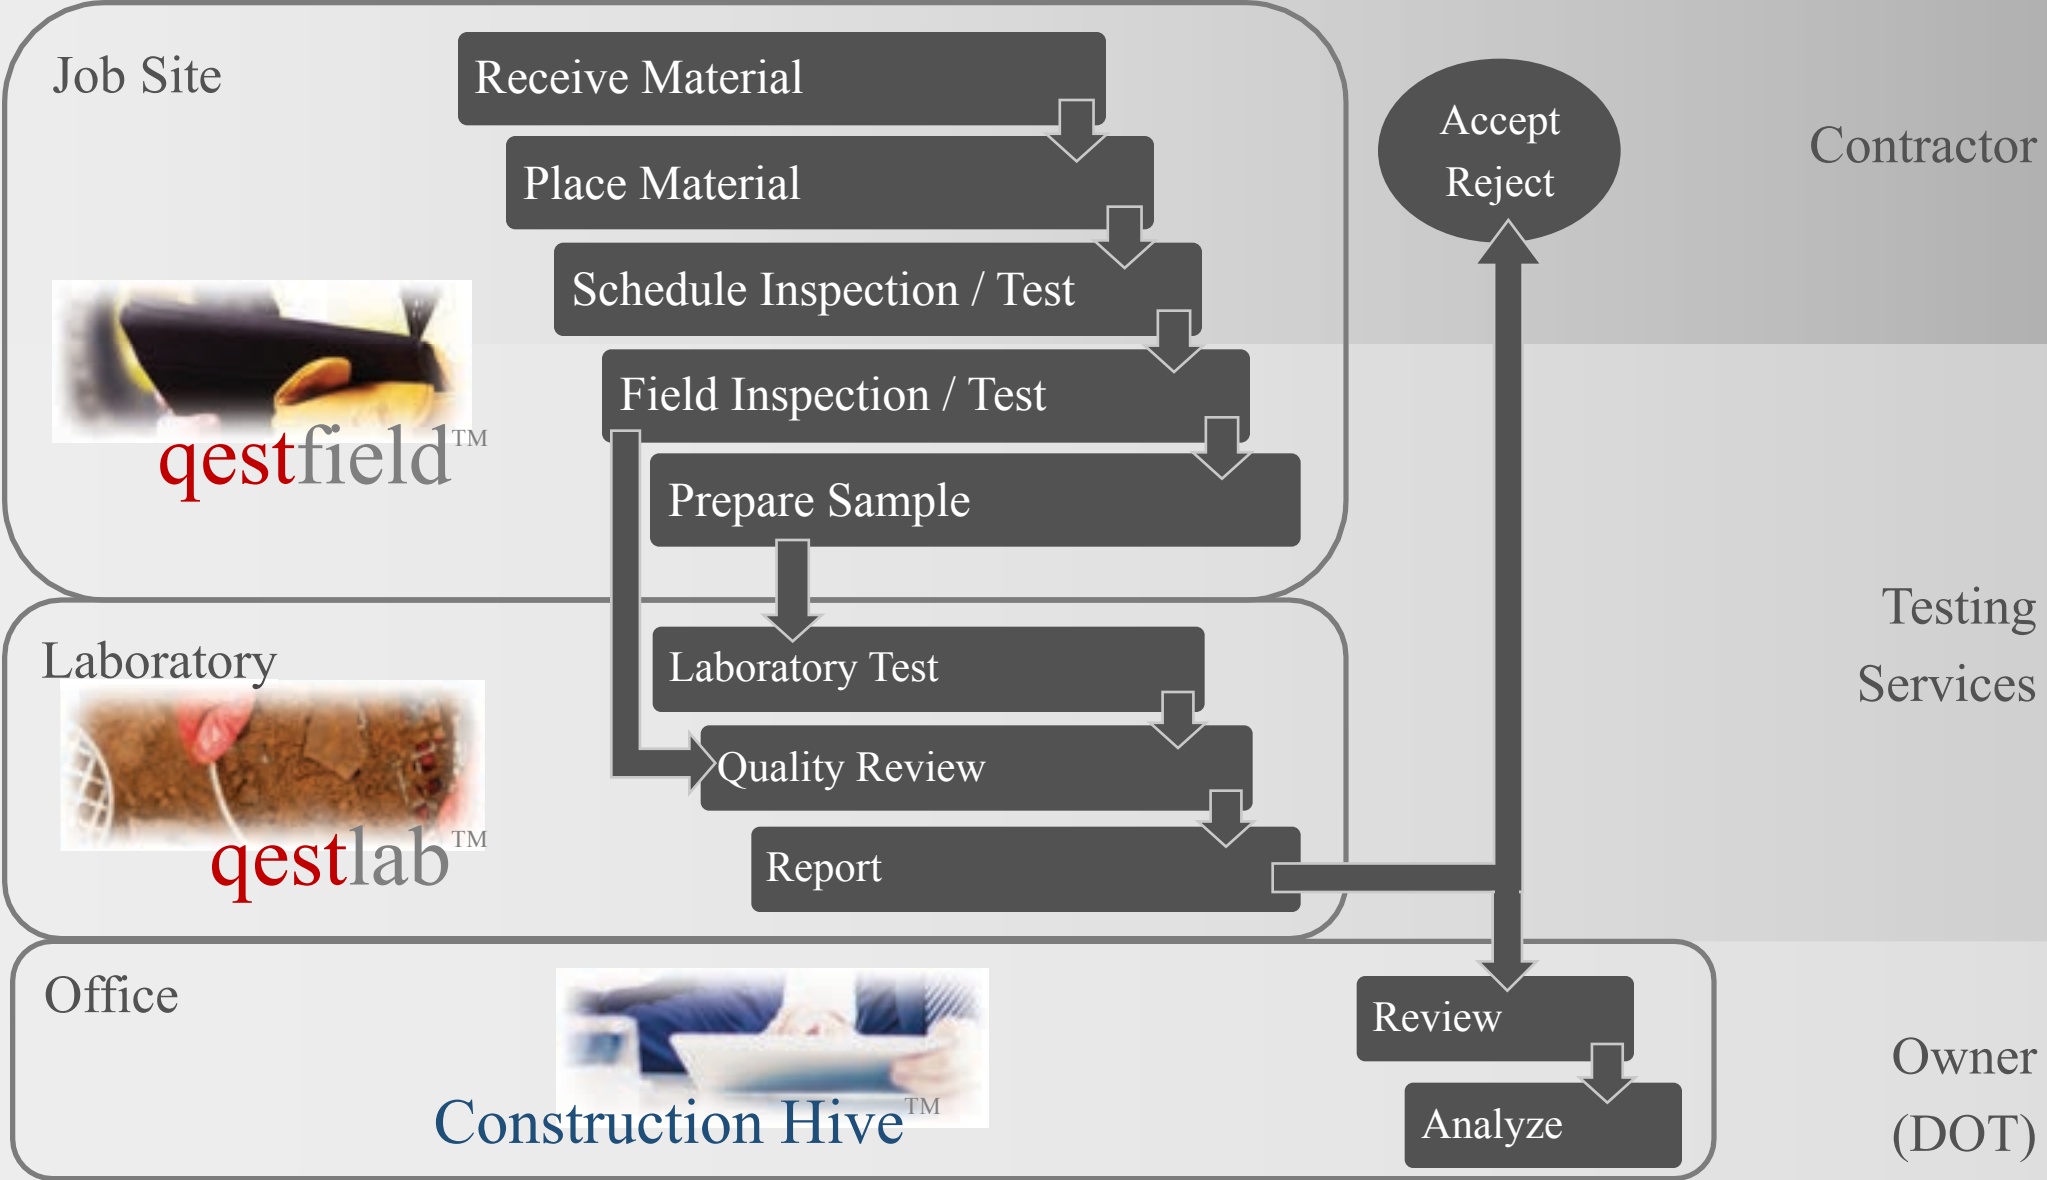 Job Site
Receive Material
Place Material
Schedule Inspection / Test
Field Inspection / Test
Prepare Sample
qestfield™
Accept
Reject
Contractor
Laboratory
Laboratory Test
Quality Review
Report
qestlab™
Testing
Services
Office
Construction Hive™
Review
Analyze
Owner
(DOT)